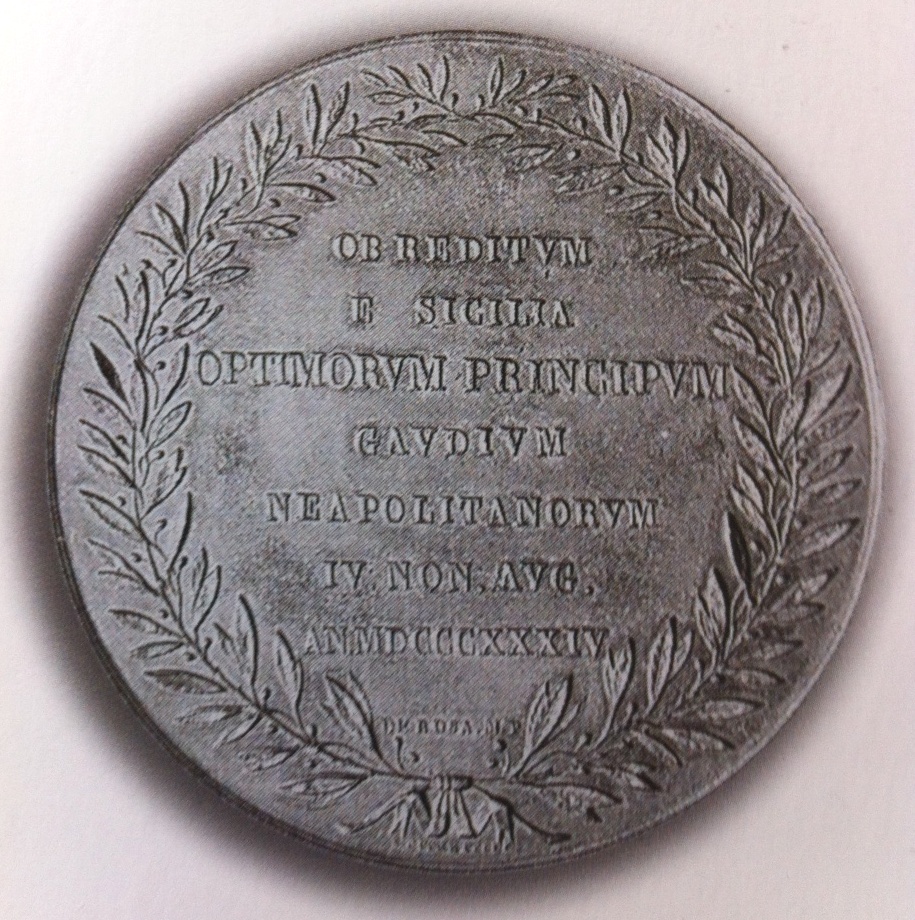 OB REDITVM
E SICILIA
OPTIMORVM PRINCIPVM
GAVDIVM
NEAPOLITANORVM
IV. NON. AVG.
AN.MDCCCXXXIV.
DE ROSA. M.D.